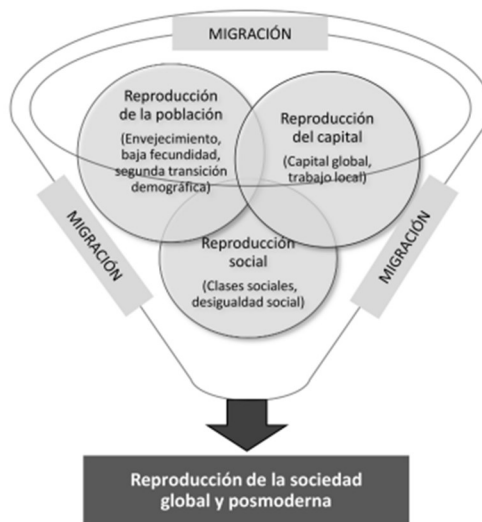 MIGRACIÓN
Reproducción
de la población
(Envejecimiento,
baja fecundidad,
segunda transición
demográfica)
Reproducción
del capital
(Capital global,
trabajo local)
MIGRACIÓN
MIGRACIÓN
Reproducción
social
(Clases sociales,
desigualdad social)
Reproducción de la sociedad
global y posmoderna